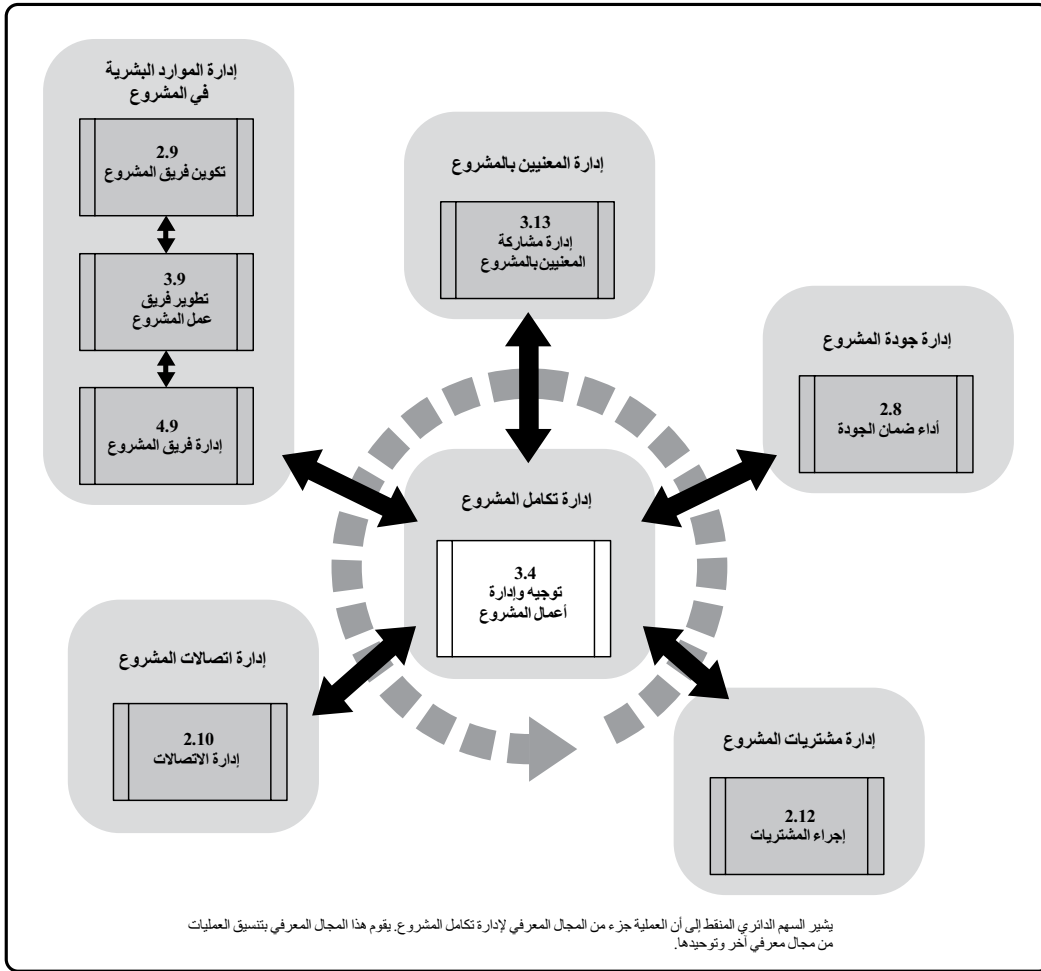 إدارة الموارد البشرية
في المشروع
2.9
تكوين فريق المشروع
3.9
تطوير فريق
عمل المشروع
4.9
إدارة فريق المشروع
إدارة المعنيين بالمشروع
3.13
إدارة مشاركة
المعنيين بالمشروع
إدارة جودة المشروع
2.8
أداء ضمان الجودة
إدارة تكامل المشروع
3.4
توجيه وإدارة
أعمال المشروع
إدارة اتصالات المشروع
2.10
إدارة الاتصالات
إدارة مشتريات المشروع
2.12
إجراء المشتريات
يشير السهم الدائري المنقط إلى أن العملية جزء من المجال المعرفي لإدارة تكامل المشروع. يقوم هذا المجال المعرفي بتنسيق العمليات
من مجال معرفي آخر وتوحيدها.